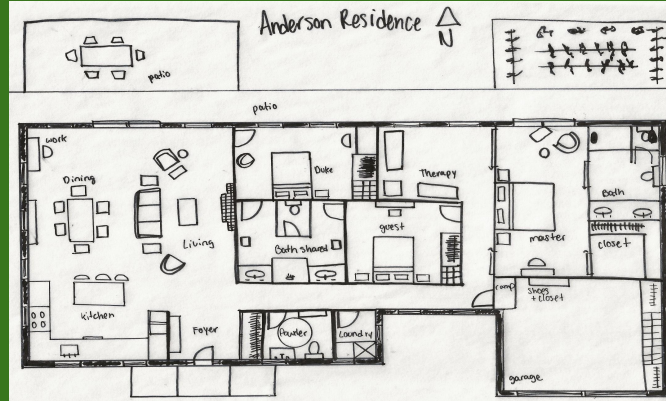 Anderson Residence
N
patio
patio
work
Dining
Living
Kitchen
Foyer
Duke
Therapy
Bath shared
guest
master
Bath
closet
Powder
Laundry
ramp
shoes
+ closet
garage